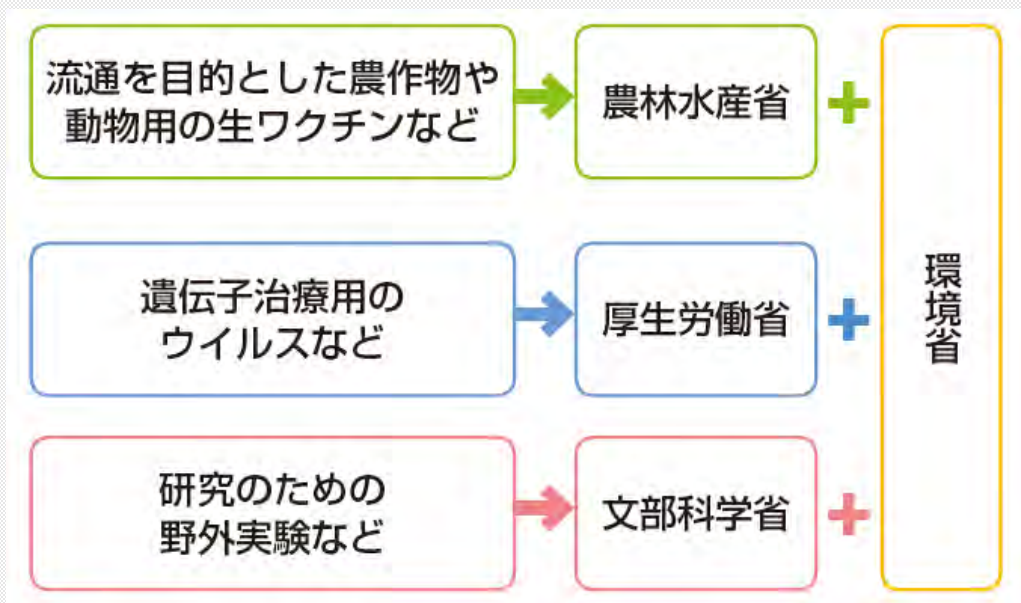 流通を目的とした農作物や
動物用の生ワクチンなど
農林水産省
+
遺伝子治療用の
ウイルスなど
厚生労働省
+
研究のための
野外実験など
文部科学省
+
環境省